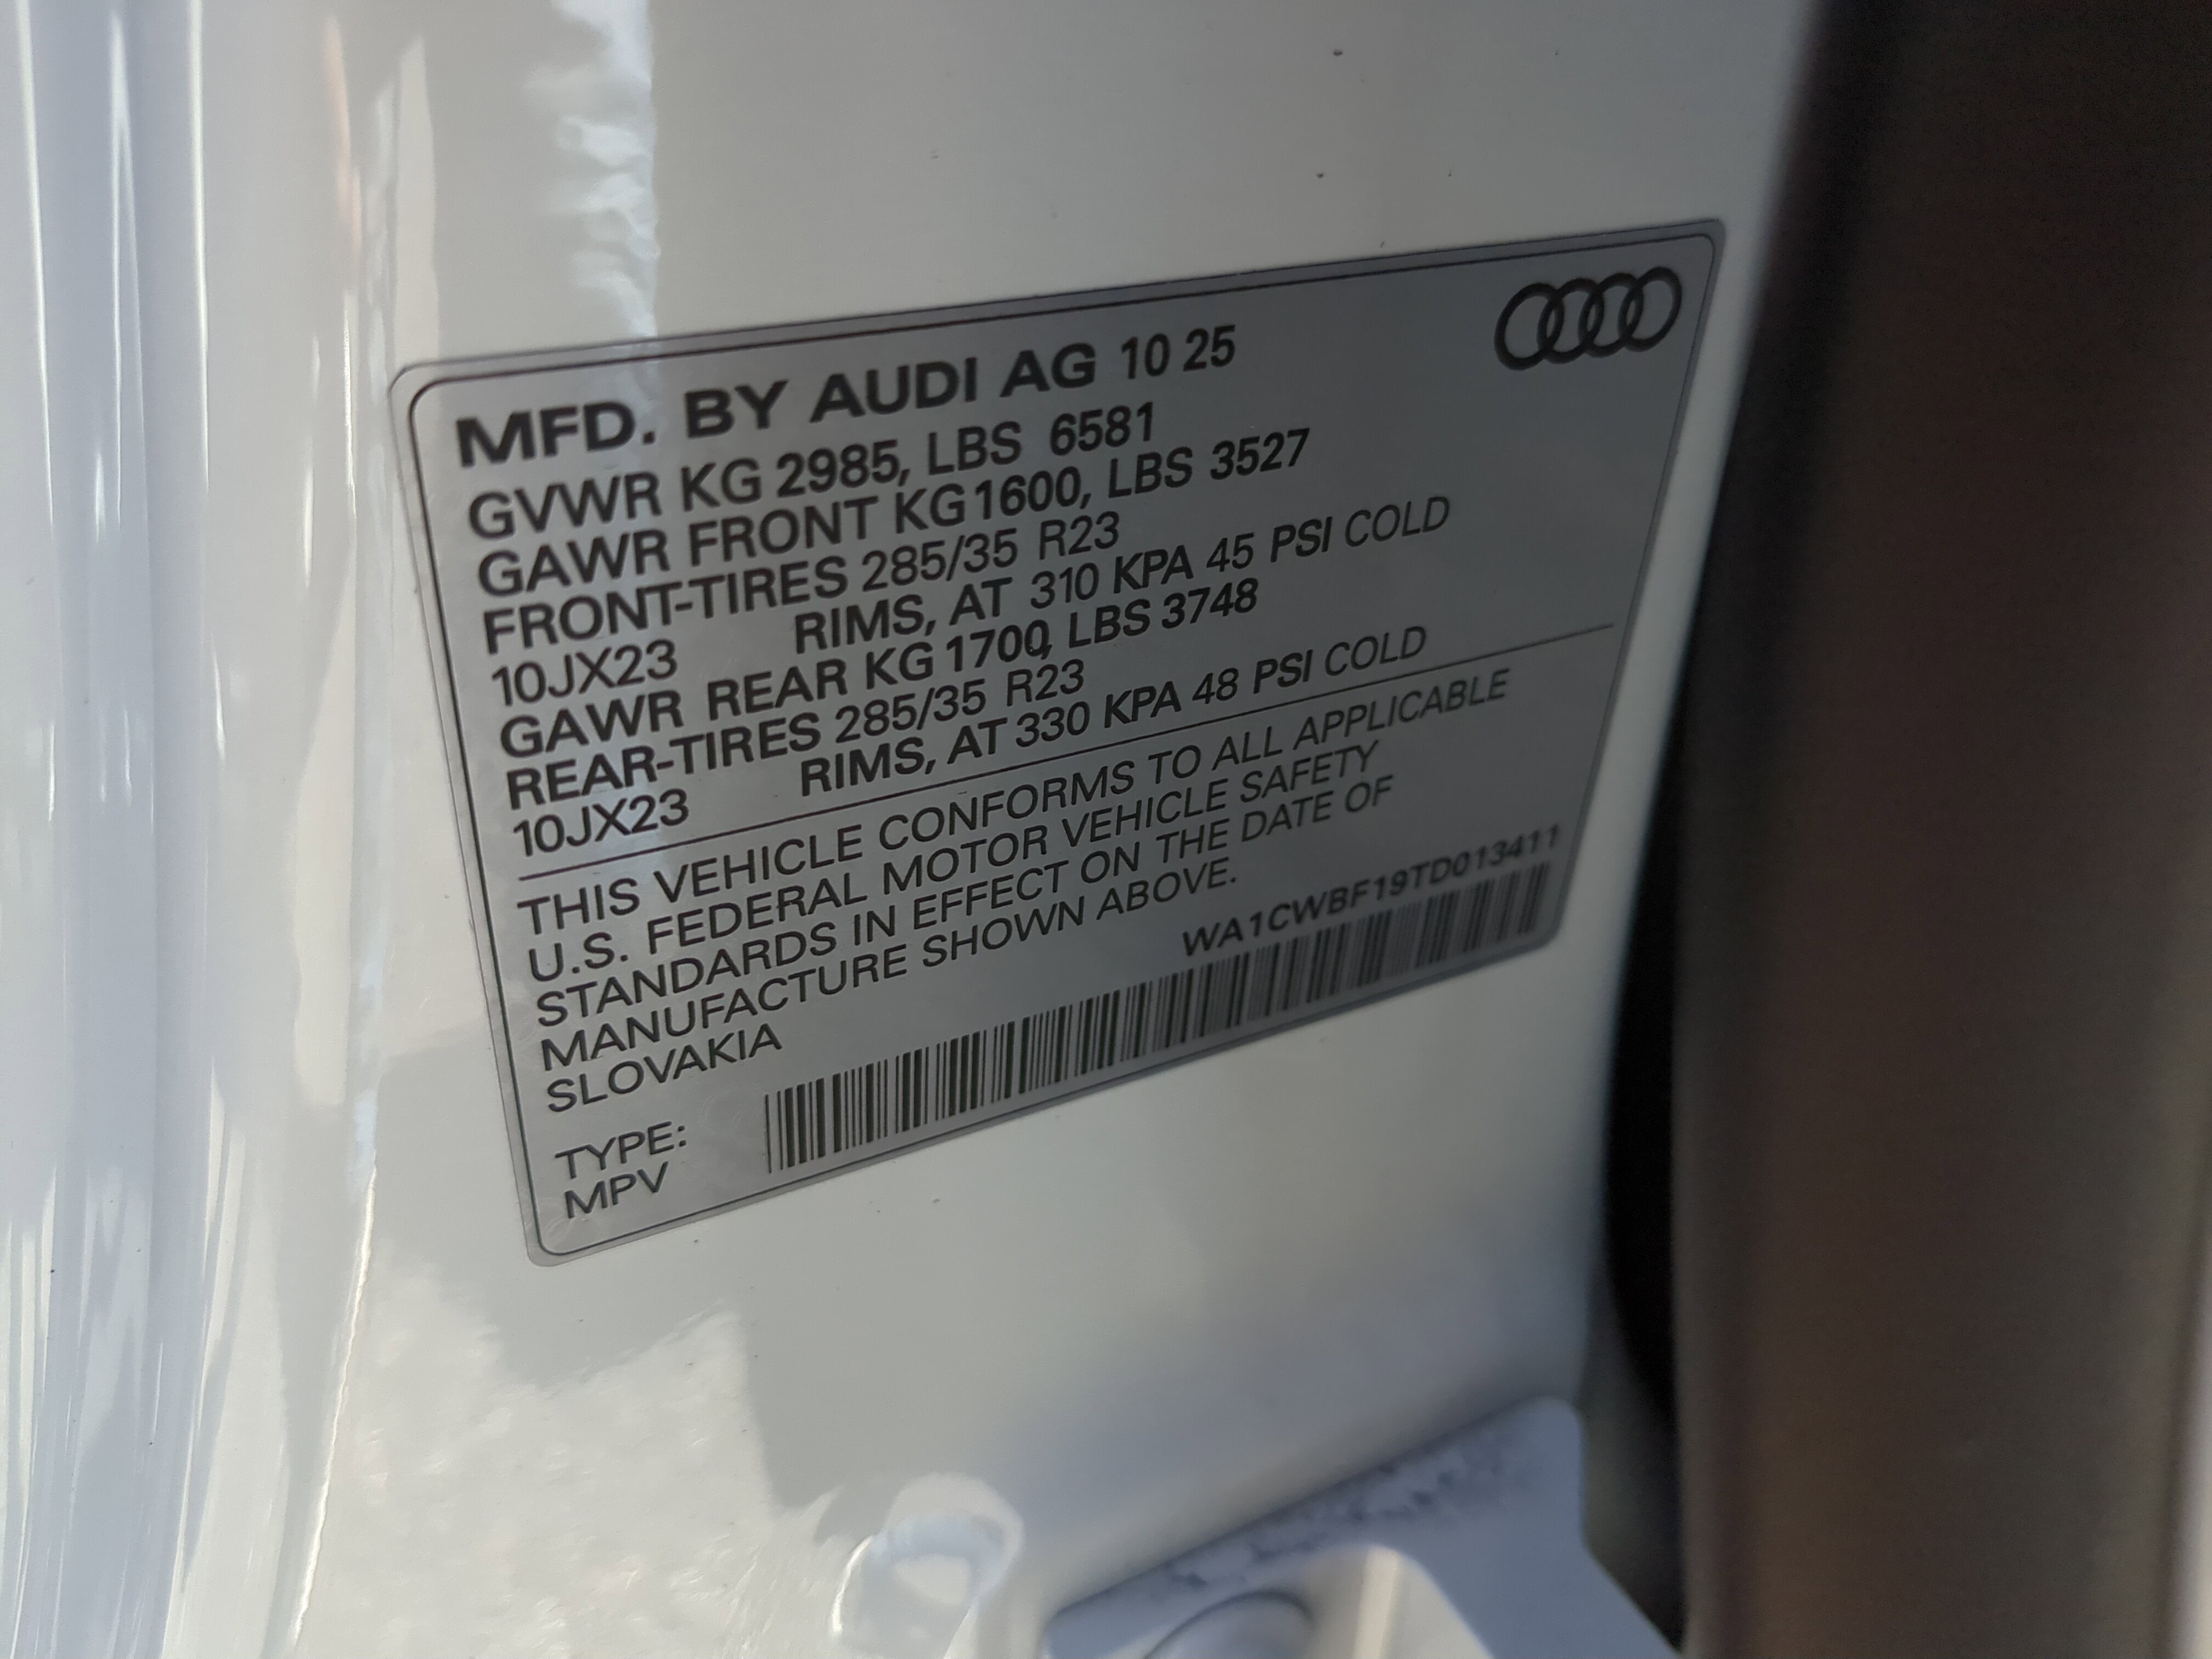 MFD. BY AUDI AG 10 25
GVWR KG 2985, LBS 6581
GAWR FRONT KG 1600, LBS 3527
FRONT-TIRES 285/35 R23
10JX23 RIMS, AT 310 KPA 45 PSI COLD
GAWR REAR KG 1700, LBS 3748
REAR-TIRES 285/35 R23
10JX23 RIMS, AT 330 KPA 48 PSI COLD
THIS VEHICLE CONFORMS TO ALL APPLICABLE
U.S. FEDERAL MOTOR VEHICLE SAFETY
STANDARDS IN EFFECT ON THE DATE OF
MANUFACTURE SHOWN ABOVE.
SLOVAKIA
WA1CWBF19TD013411
TYPE:
MPV